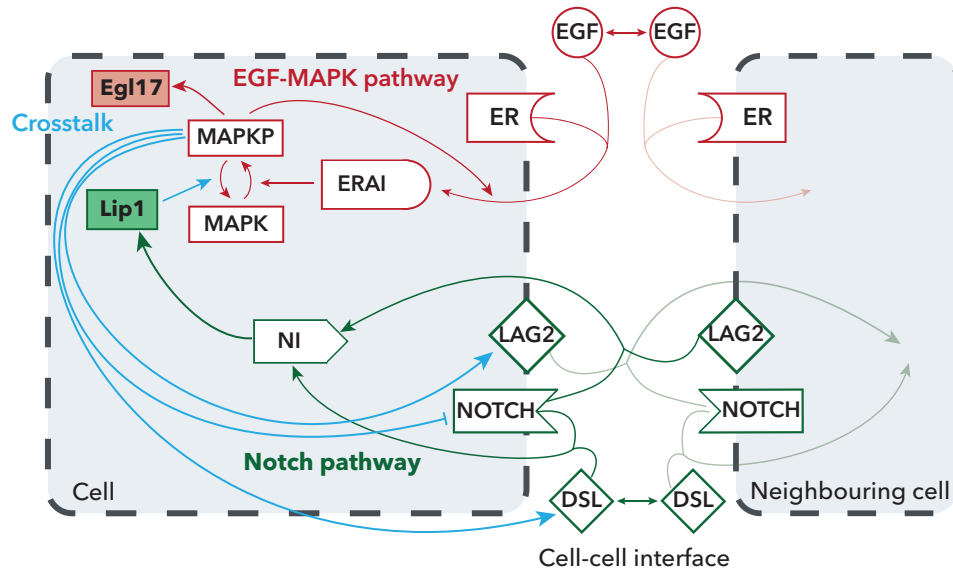 EGF
EGF
EGF-MAPK pathway
Egl17
ER
ER
Crosstalk
MAPKP
ERAI
Lip1
MAPK
NI
LAG2
LAG2
NOTCH
NOTCH
Notch pathway
Cell
DSL
DSL
Neighbouring cell
Cell-cell interface